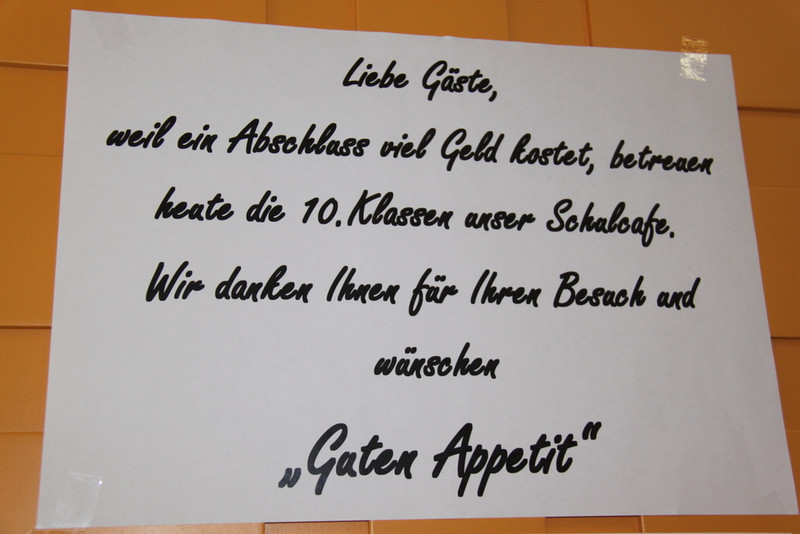 Liebe Gäste,
weil ein Abschluss viel Geld kostet, betreuen
heute die 10. Klassen unser Schulcafe.
Wir danken Ihnen für Ihren Besuch und
wünschen
„Guten Appetit“